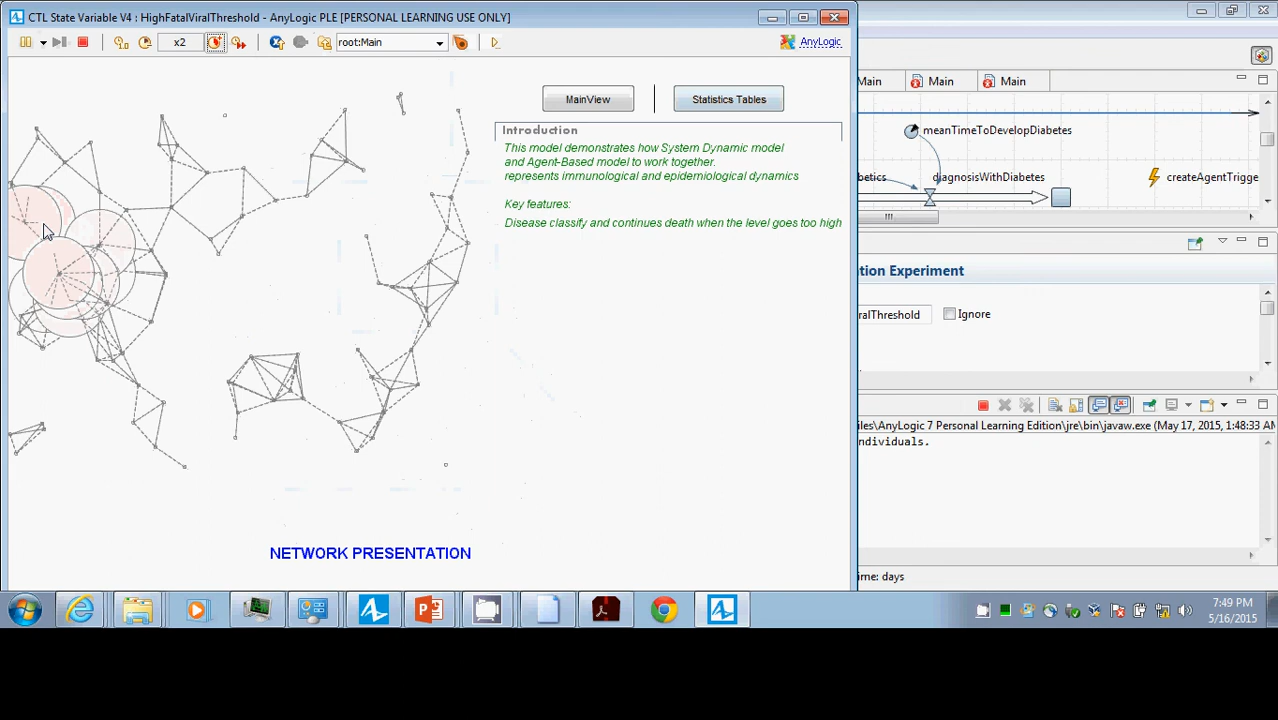 CTL State Variable V4 : HighFatalViralThreshold - AnyLogic PLE [PERSONAL LEARNING USE ONLY]
x2
root:Main
AnyLogic
MainView
Statistics Tables
Introduction
This model demonstrates how System Dynamic model
and Agent-Based model to work together.
represents immunological and epidemiological dynamics
Key features:
Disease classify and continues death when the level goes too high
NETWORK PRESENTATION
Main
Main
Main
meanTimeToDevelopDiabetes
betics
diagnosisWithDiabetes
createAgentTrigge
ation Experiment
iralThreshold
Ignore
iles\AnyLogic 7 Personal Learning Edition\jre\bin\javaw.exe (May 17, 2015, 1:48:33 AM
ndividuals.
ime: days
7:49 PM
5/16/2015